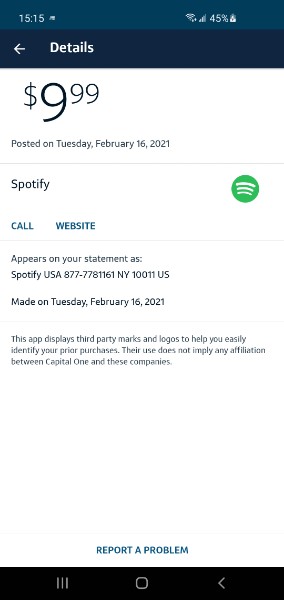 15:15 45%
Details
$999
Posted on Tuesday, February 16, 2021
Spotify
CALL WEBSITE
Appears on your statement as:
Spotify USA 877-7781161 NY 10011 US
Made on Tuesday, February 16, 2021
This app displays third party marks and logos to help you easily
identify your prior purchases. Their use does not imply any affiliation
between Capital One and these companies.
REPORT A PROBLEM